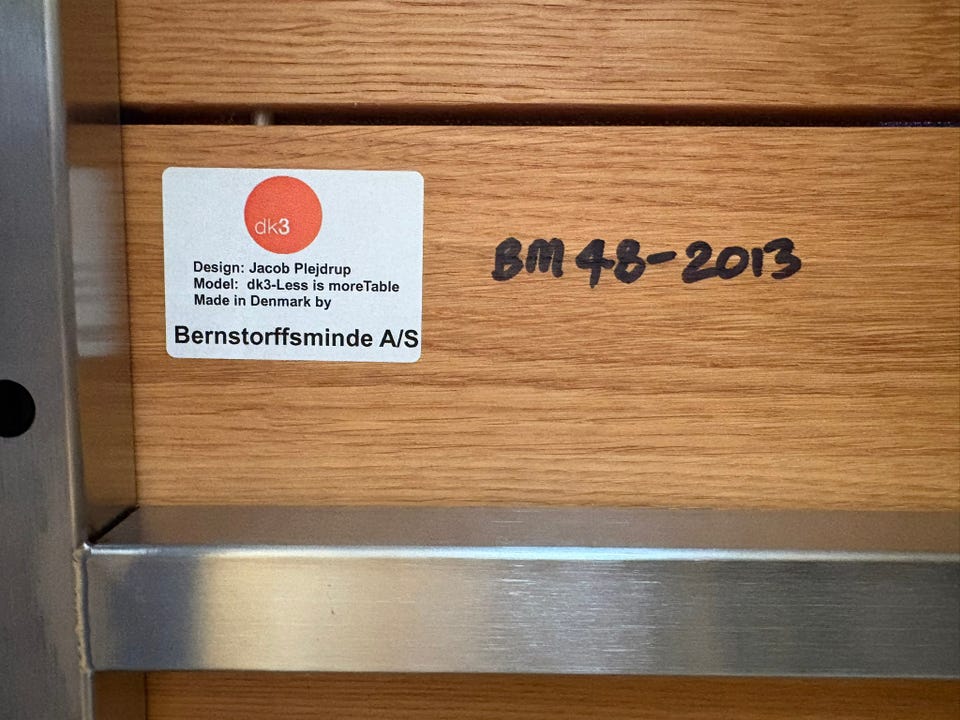 dk3
Design: Jacob Plejdrup
Model: dk3-Less is moreTable
Made in Denmark by
Bernstorffsminde A/S
BM 48-2013